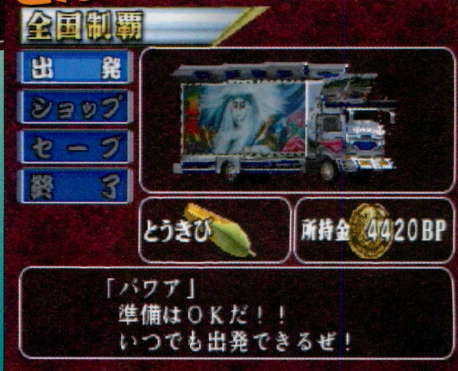 全国制覇
出発
ショップ
セーブ
終了
とうきび
所持金 4420BP
「パワア」
準備はOKだ！！
いつでも出発できるぜ！